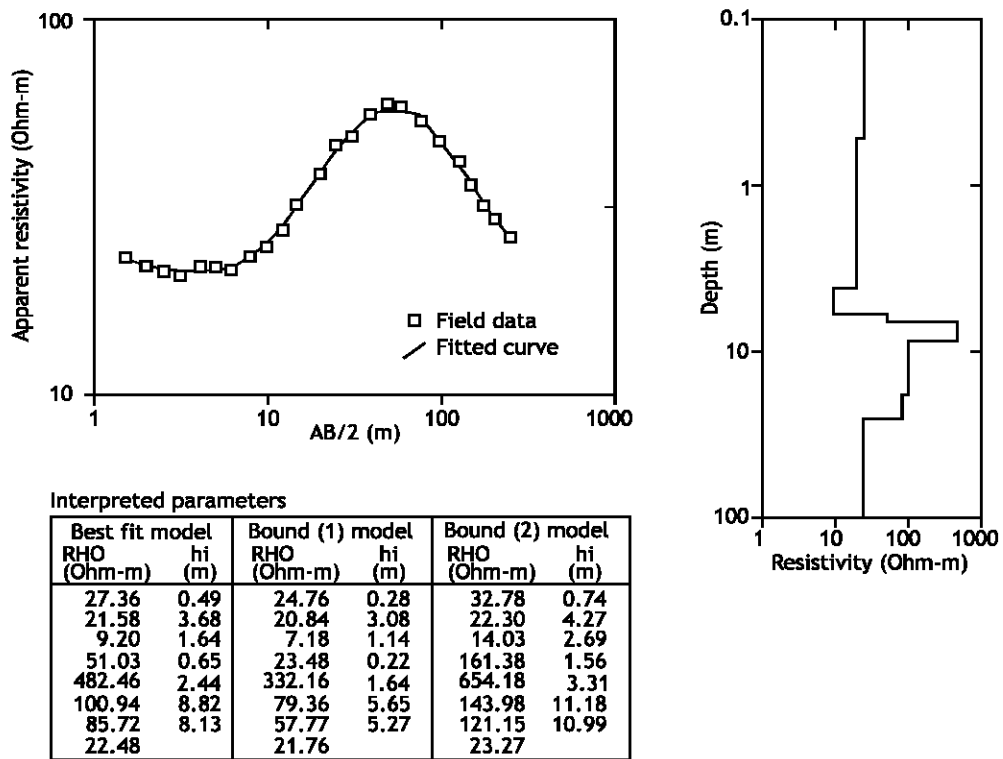 100
Apparent resistivity (Ohm-m)
10
1 10 100 1000
AB/2 (m)
Field data
Fitted curve
0.1
1
10
100
Depth (m)
1 10 100 1000
Resistivity (Ohm-m)
Interpreted parameters
Best fit model Bound (1) model Bound (2) model
RHO hi RHO hi RHO hi
(Ohm-m) (m) (Ohm-m) (m) (Ohm-m) (m)
27.36 0.49 24.76 0.28 32.78 0.74
21.58 3.68 20.84 3.08 22.30 4.27
9.20 1.64 7.18 1.14 14.03 2.69
51.03 0.65 23.48 0.22 161.38 1.56
482.46 2.44 332.16 1.64 654.18 3.31
100.94 8.82 79.36 5.65 143.98 11.18
85.72 8.13 57.77 5.27 121.15 10.99
22.48 21.76 23.27